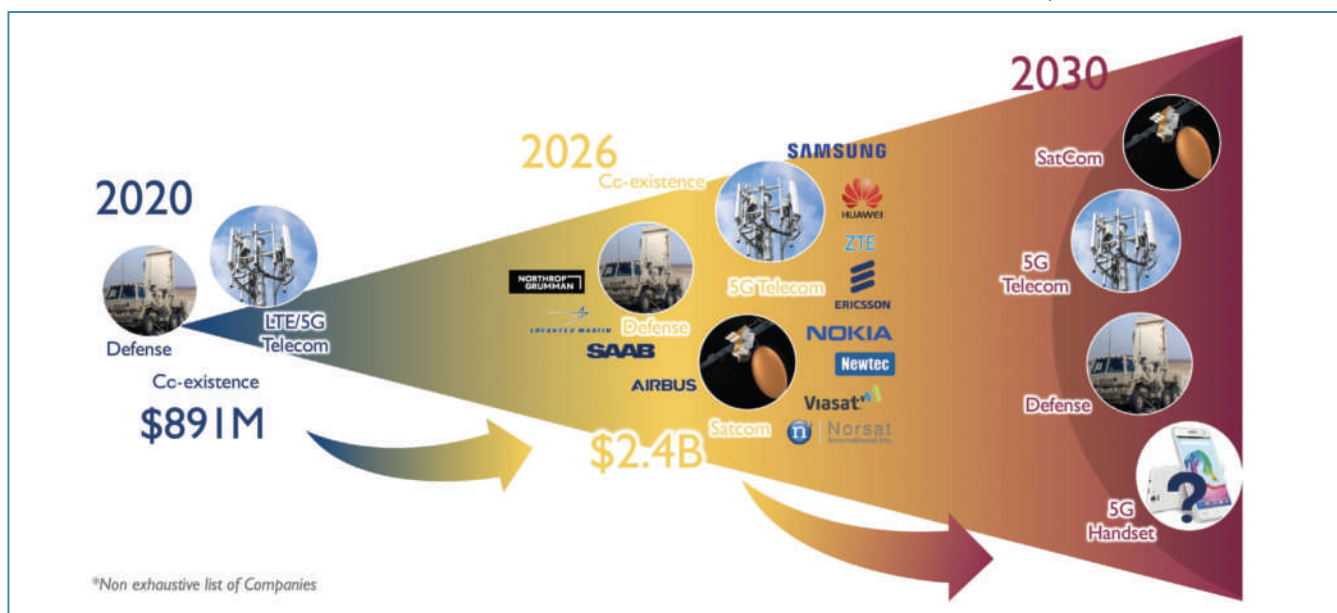 2020
Defense
LTE/5G
Telecom
Co-existence
$891M
2026
Co-existence
NORTHROP
GRUMMAN
LOCKHEED MARTIN
Defense
SAAB
AIRBUS
5G Telecom
Satcom
$2.4B
SAMSUNG
HUAWEI
ZTE
ERICSSON
NOKIA
Newtec
Viasat
n Norsat
International Inc.
2030
SatCom
5G
Telecom
Defense
?
5G
Handset
*Non exhaustive list of Companies